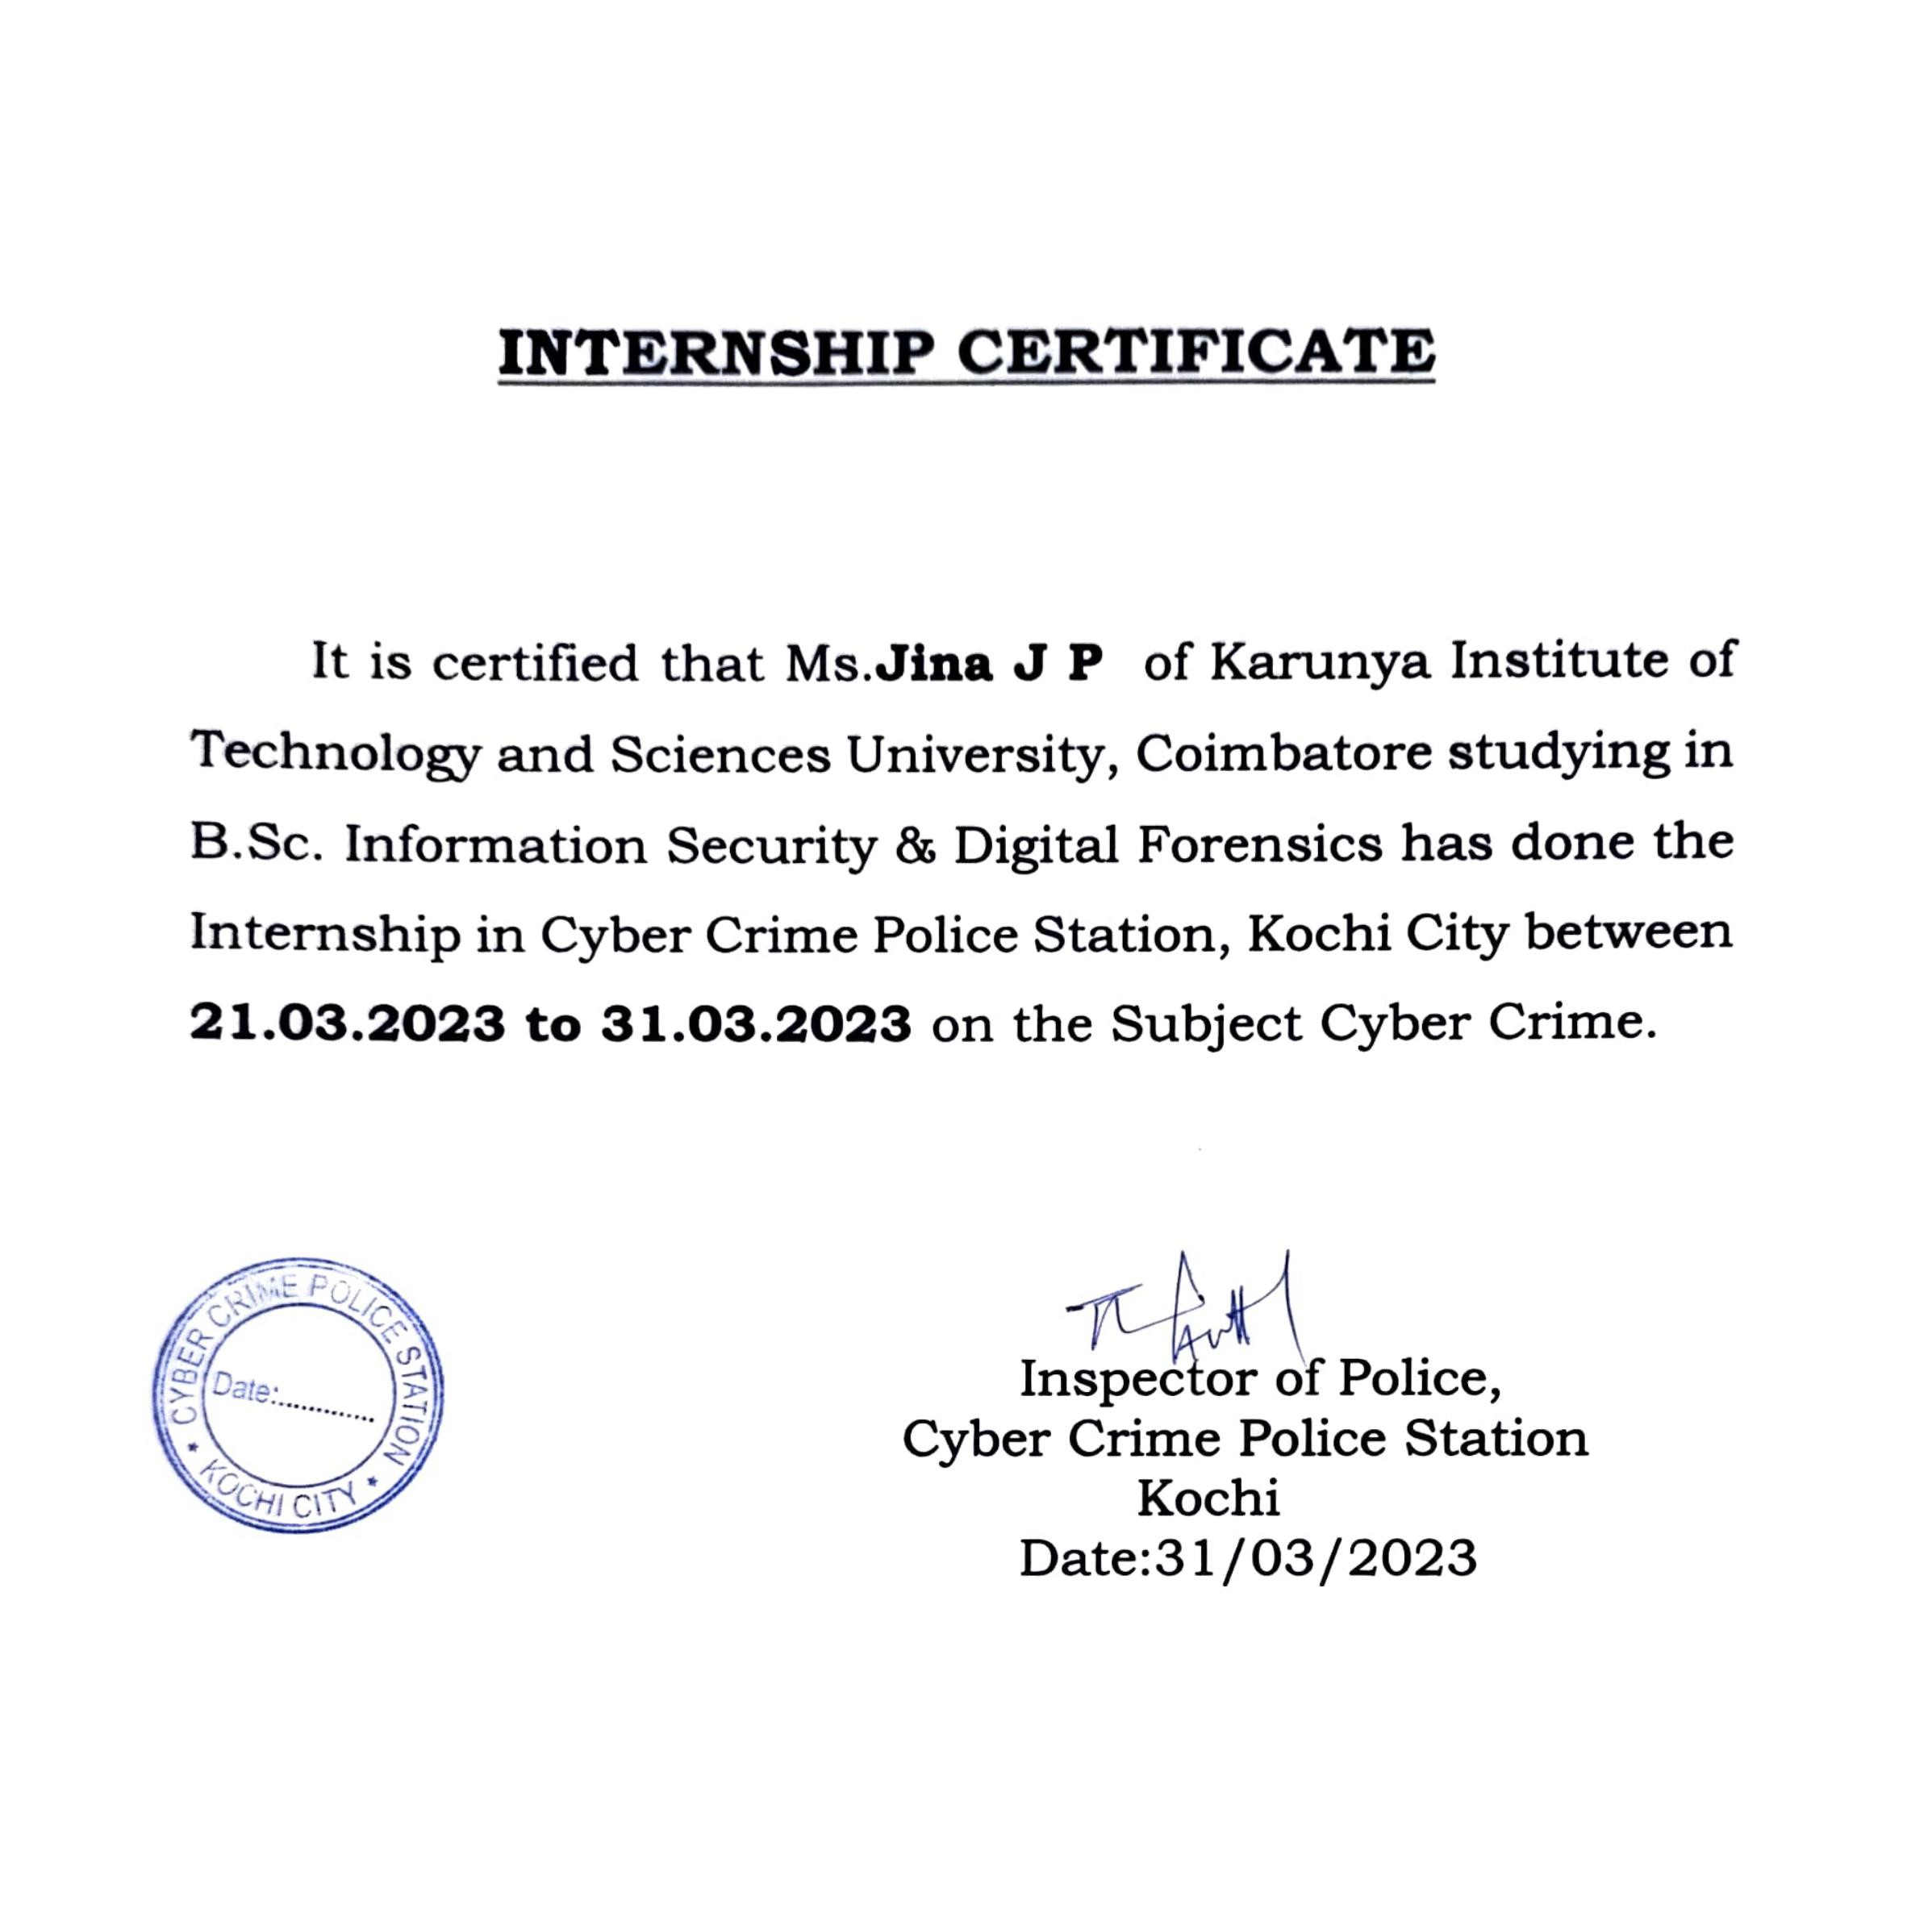 INTERNSHIP CERTIFICATE
It is certified that Ms.Jina J P of Karunya Institute of
Technology and Sciences University, Coimbatore studying in
B.Sc. Information Security & Digital Forensics has done the
Internship in Cyber Crime Police Station, Kochi City between
21.03.2023 to 31.03.2023 on the Subject Cyber Crime.
CYBER CRIME POLICE STATION
Date:..............
* KOCHI CITY *
Inspector of Police,
Cyber Crime Police Station
Kochi
Date:31/03/2023